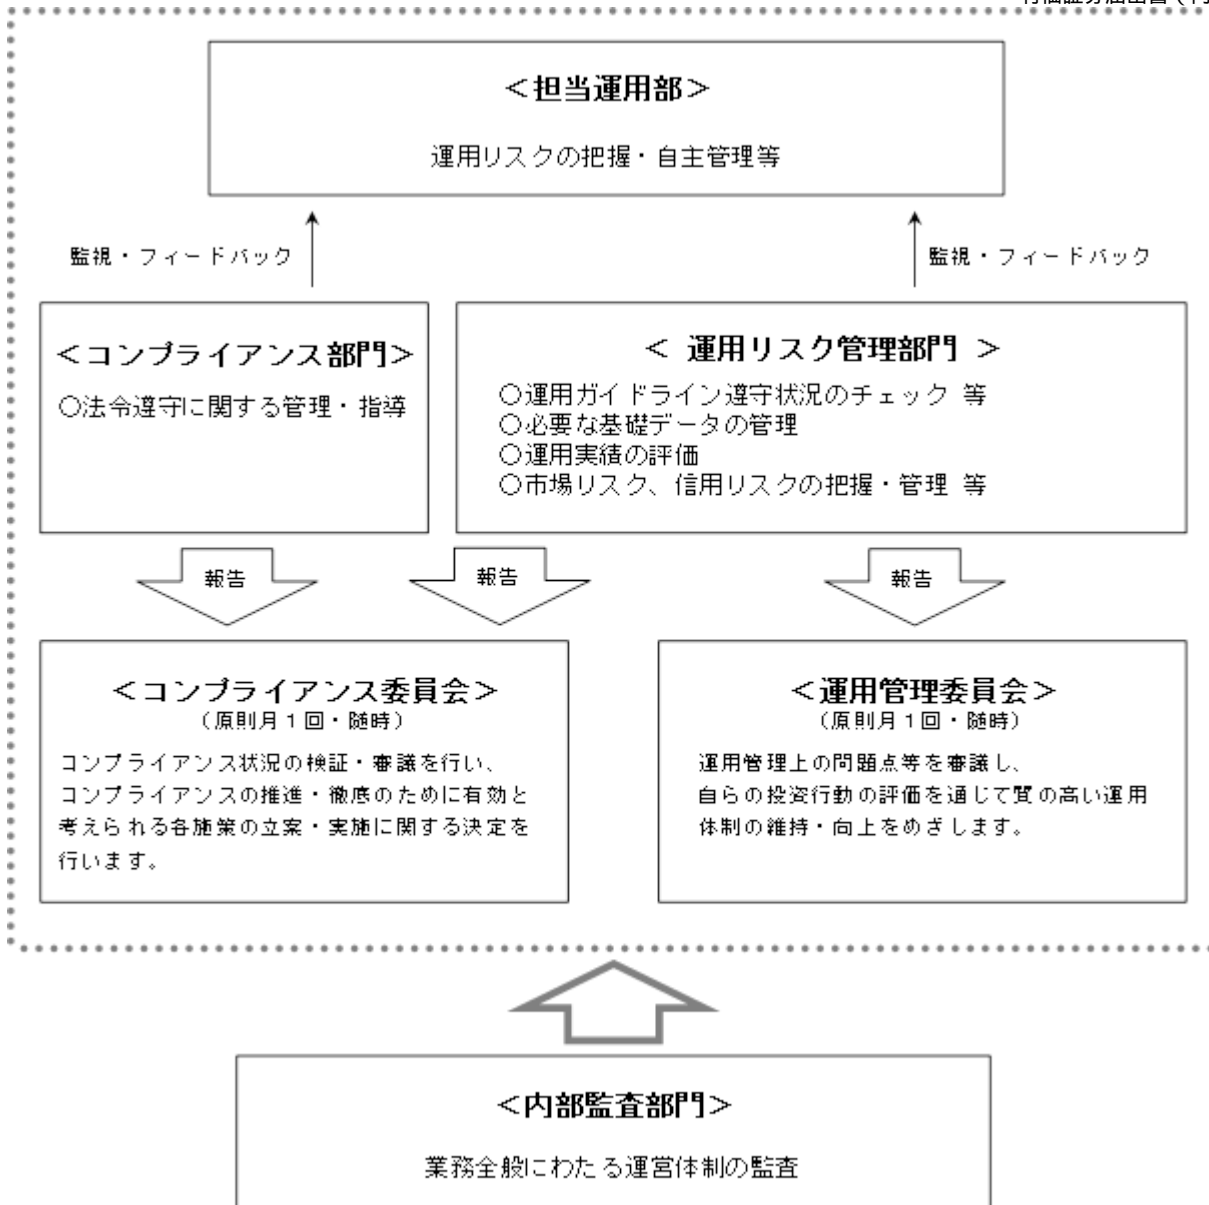 ＜担当運用部＞
運用リスクの把握・自主管理等
監視・フィードバック
監視・フィードバック
＜コンプライアンス部門＞
○法令遵守に関する管理・指導
＜ 運用リスク管理部門 ＞
○運用ガイドライン遵守状況のチェック 等
○必要な基礎データの管理
○運用実績の評価
○市場リスク、信用リスクの把握・管理 等
報告
報告
報告
＜コンプライアンス委員会＞
（原則月１回・随時）
コンプライアンス状況の検証・審議を行い、
コンプライアンスの推進・徹底のために有効と
考えられる各施策の立案・実施に関する決定を
行います。
＜運用管理委員会＞
（原則月１回・随時）
運用管理上の問題点等を審議し、
自らの投資行動の評価を通じて質の高い運用
体制の維持・向上をめざします。
＜内部監査部門＞
業務全般にわたる運営体制の監査